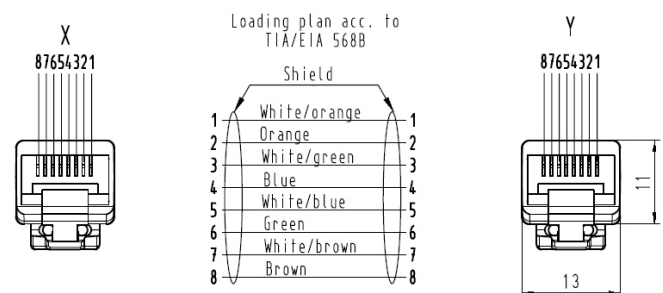 X
87654321
Loading plan acc. to
TIA/EIA 568B
Shield
1 White/orange 1
2 Orange 2
3 White/green 3
4 Blue 4
5 White/blue 5
6 Green 6
7 White/brown 7
8 Brown 8
Y
87654321
11
13